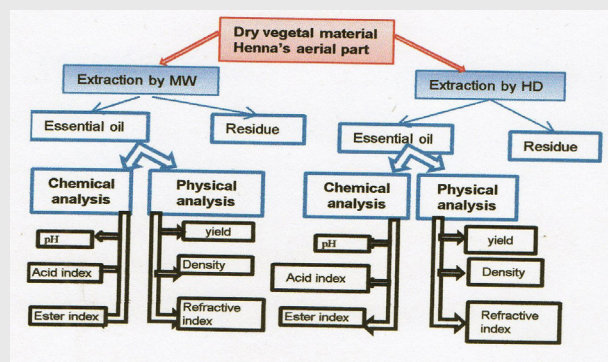 Dry vegetal material
Henna's aerial part
Extraction by MW
Extraction by HD
Essential oil
Residue
Essential oil
Residue
Chemical
analysis
Physical
analysis
Chemical
analysis
Physical
analysis
pH
yield
pH
yield
Acid index
Density
Acid index
Density
Ester index
Refractive
index
Ester index
Refractive
index